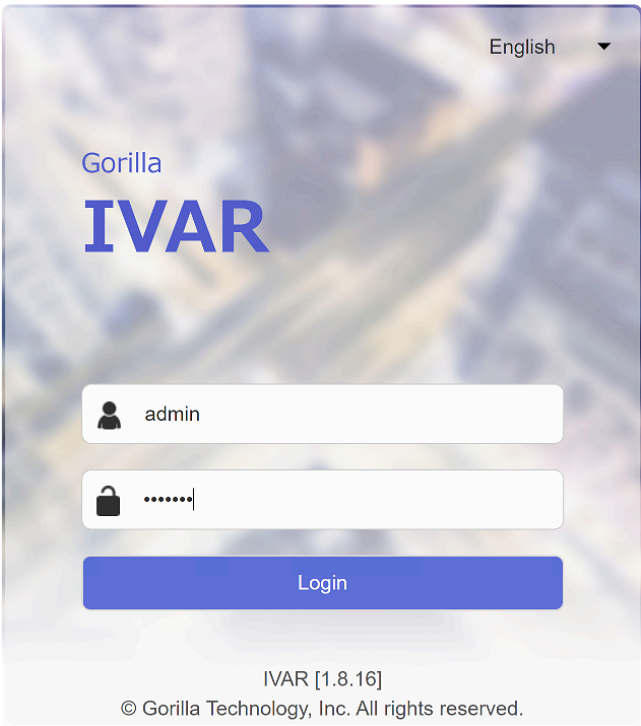 English
Gorilla
IVAR
admin
•••••••
Login
IVAR [1.8.16]
© Gorilla Technology, Inc. All rights reserved.